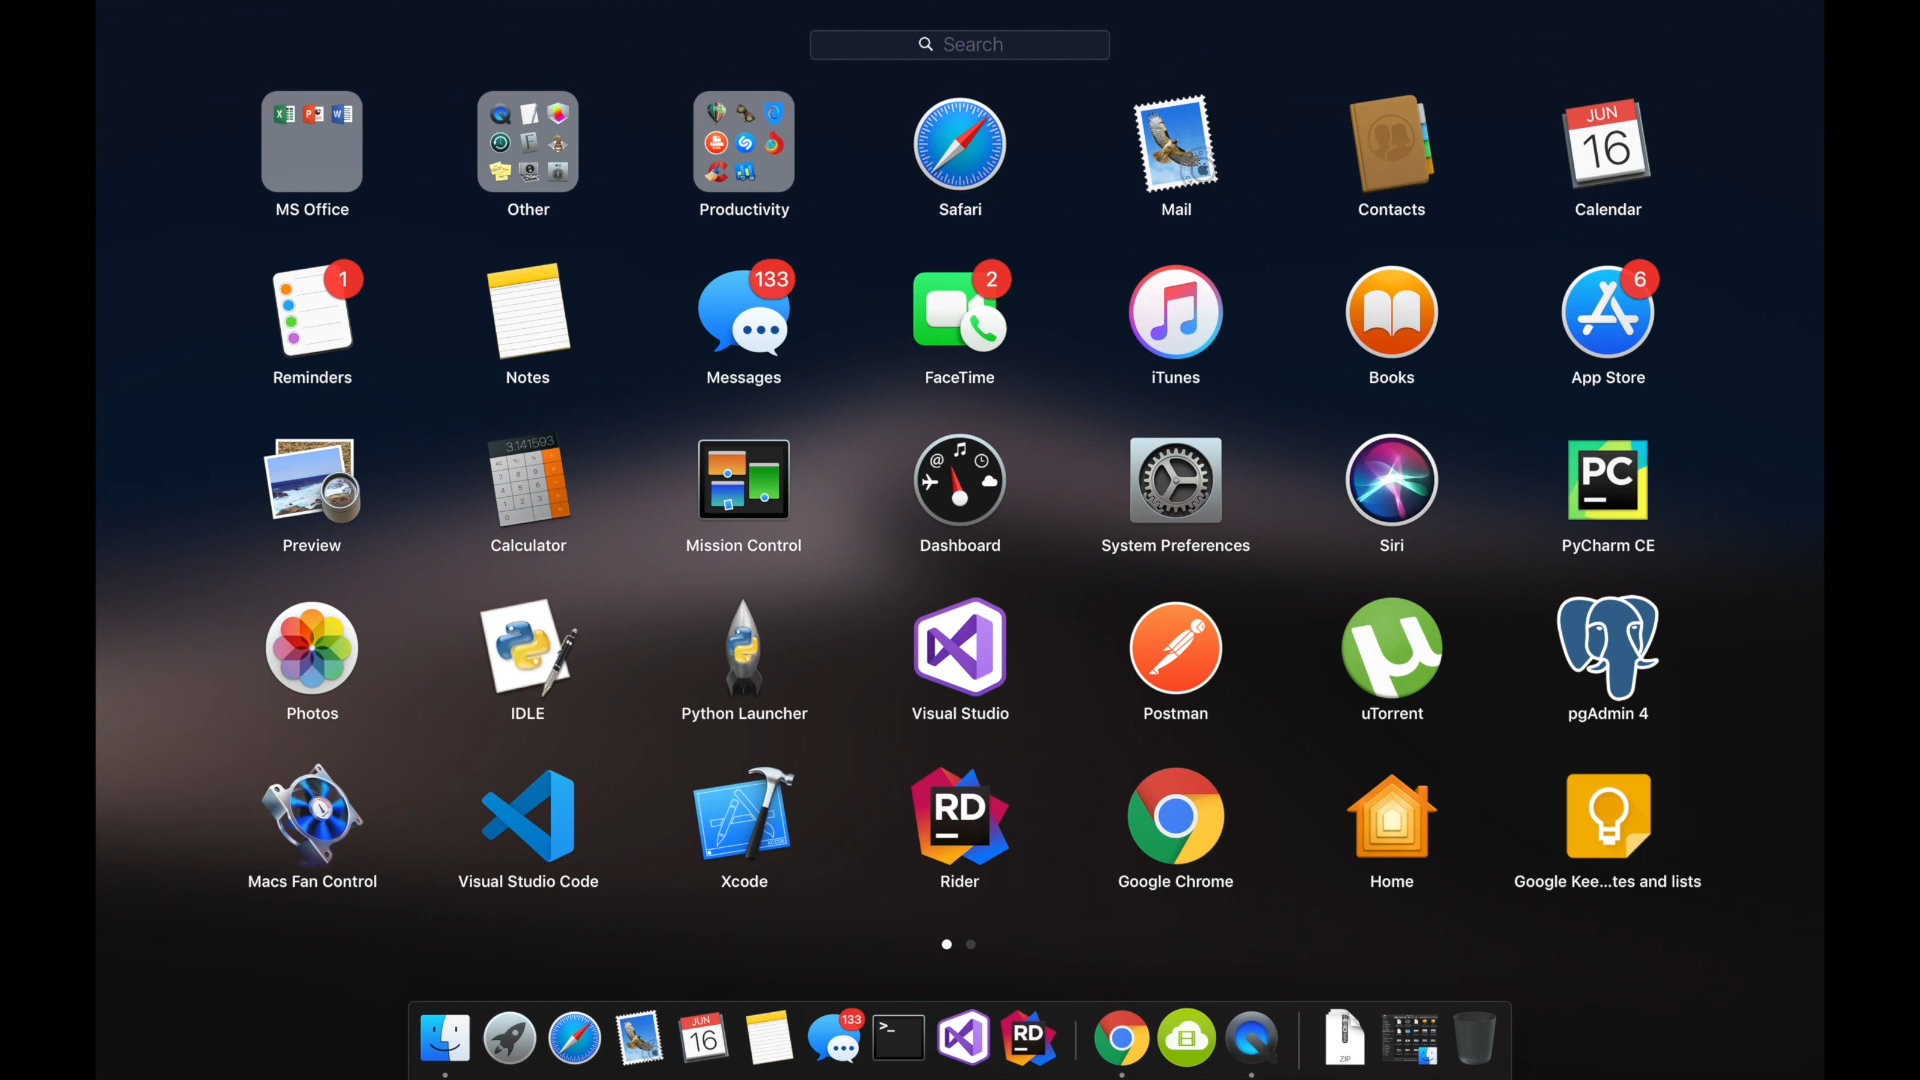 Search
MS Office
Other
Productivity
Safari
Mail
Contacts
JUN
16
Calendar
1
Reminders
Notes
133
Messages
2
FaceTime
iTunes
Books
6
App Store
Preview
3.141593
Calculator
Mission Control
Dashboard
System Preferences
Siri
PC
PyCharm CE
Photos
IDLE
Python Launcher
Visual Studio
Postman
uTorrent
pgAdmin 4
Macs Fan Control
Visual Studio Code
Xcode
RD
Rider
Google Chrome
Home
Google Kee...tes and lists
JUN
16
133
>_
RD
ZIP